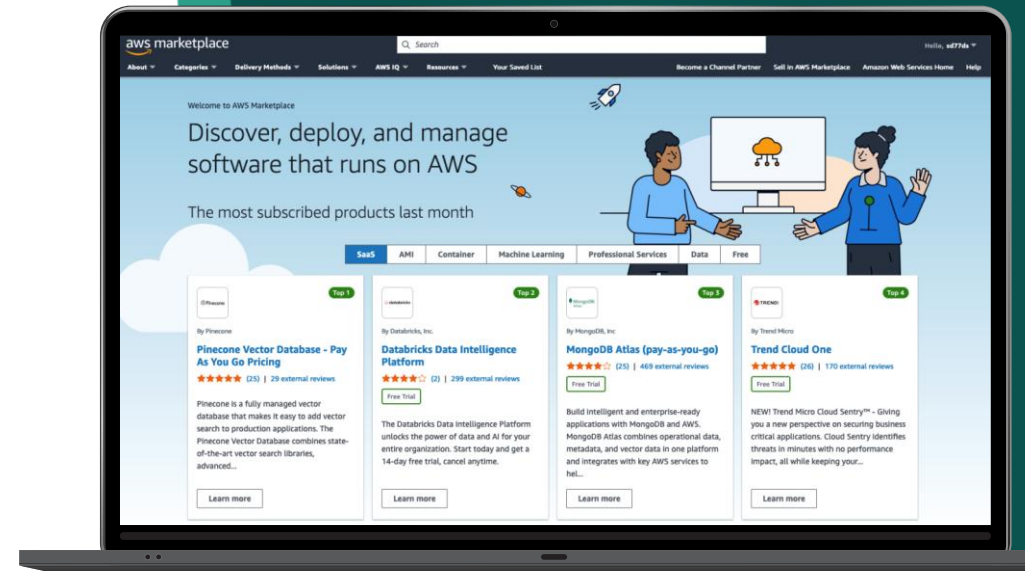 aws marketplace
Search
Hello, sd77ds
About
Categories
Delivery Methods
Solutions
AWS IQ
Resources
Your Saved List
Become a Channel Partner
Sell in AWS Marketplace
Amazon Web Services Home
Help
Welcome to AWS Marketplace
Discover, deploy, and manage
software that runs on AWS
The most subscribed products last month
SaaS
AMI
Container
Machine Learning
Professional Services
Data
Free
Top 1
Pinecone
By Pinecone
Pinecone Vector Database - Pay
As You Go Pricing
(25) | 29 external reviews
Pinecone is a fully managed vector
database that makes it easy to add vector
search to production applications. The
Pinecone Vector Database combines state-
of-the-art vector search libraries,
advanced...
Learn more
Top 2
databricks
By Databricks, Inc.
Databricks Data Intelligence
Platform
(2) | 299 external reviews
Free Trial
The Databricks Data Intelligence Platform
unlocks the power of data and AI for your
entire organization. Start today and get a
14-day free trial, cancel anytime.
Learn more
Top 3
MongoDB
By MongoDB, Inc
MongoDB Atlas (pay-as-you-go)
(25) | 469 external reviews
Free Trial
Build intelligent and enterprise-ready
applications with MongoDB and AWS.
MongoDB Atlas combines operational data,
metadata, and vector data in one platform
and integrates with key AWS services to
hel...
Learn more
Top 4
TREND
By Trend Micro
Trend Cloud One
(26) | 170 external reviews
Free Trial
NEW! Trend Micro Cloud Sentry™ - Giving
you a new perspective on securing business
critical applications. Cloud Sentry identifies
threats in minutes with no performance
impact, all while keeping your...
Learn more